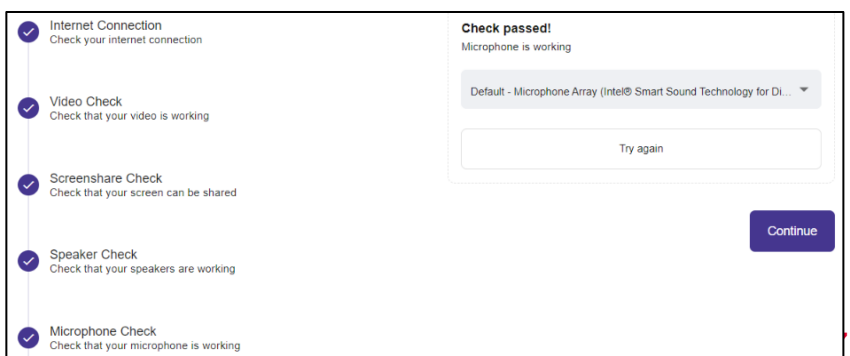 Internet Connection
Check your internet connection
Video Check
Check that your video is working
Screenshare Check
Check that your screen can be shared
Speaker Check
Check that your speakers are working
Microphone Check
Check that your microphone is working
Check passed!
Microphone is working
Default - Microphone Array (Intel® Smart Sound Technology for Di...
Try again
Continue